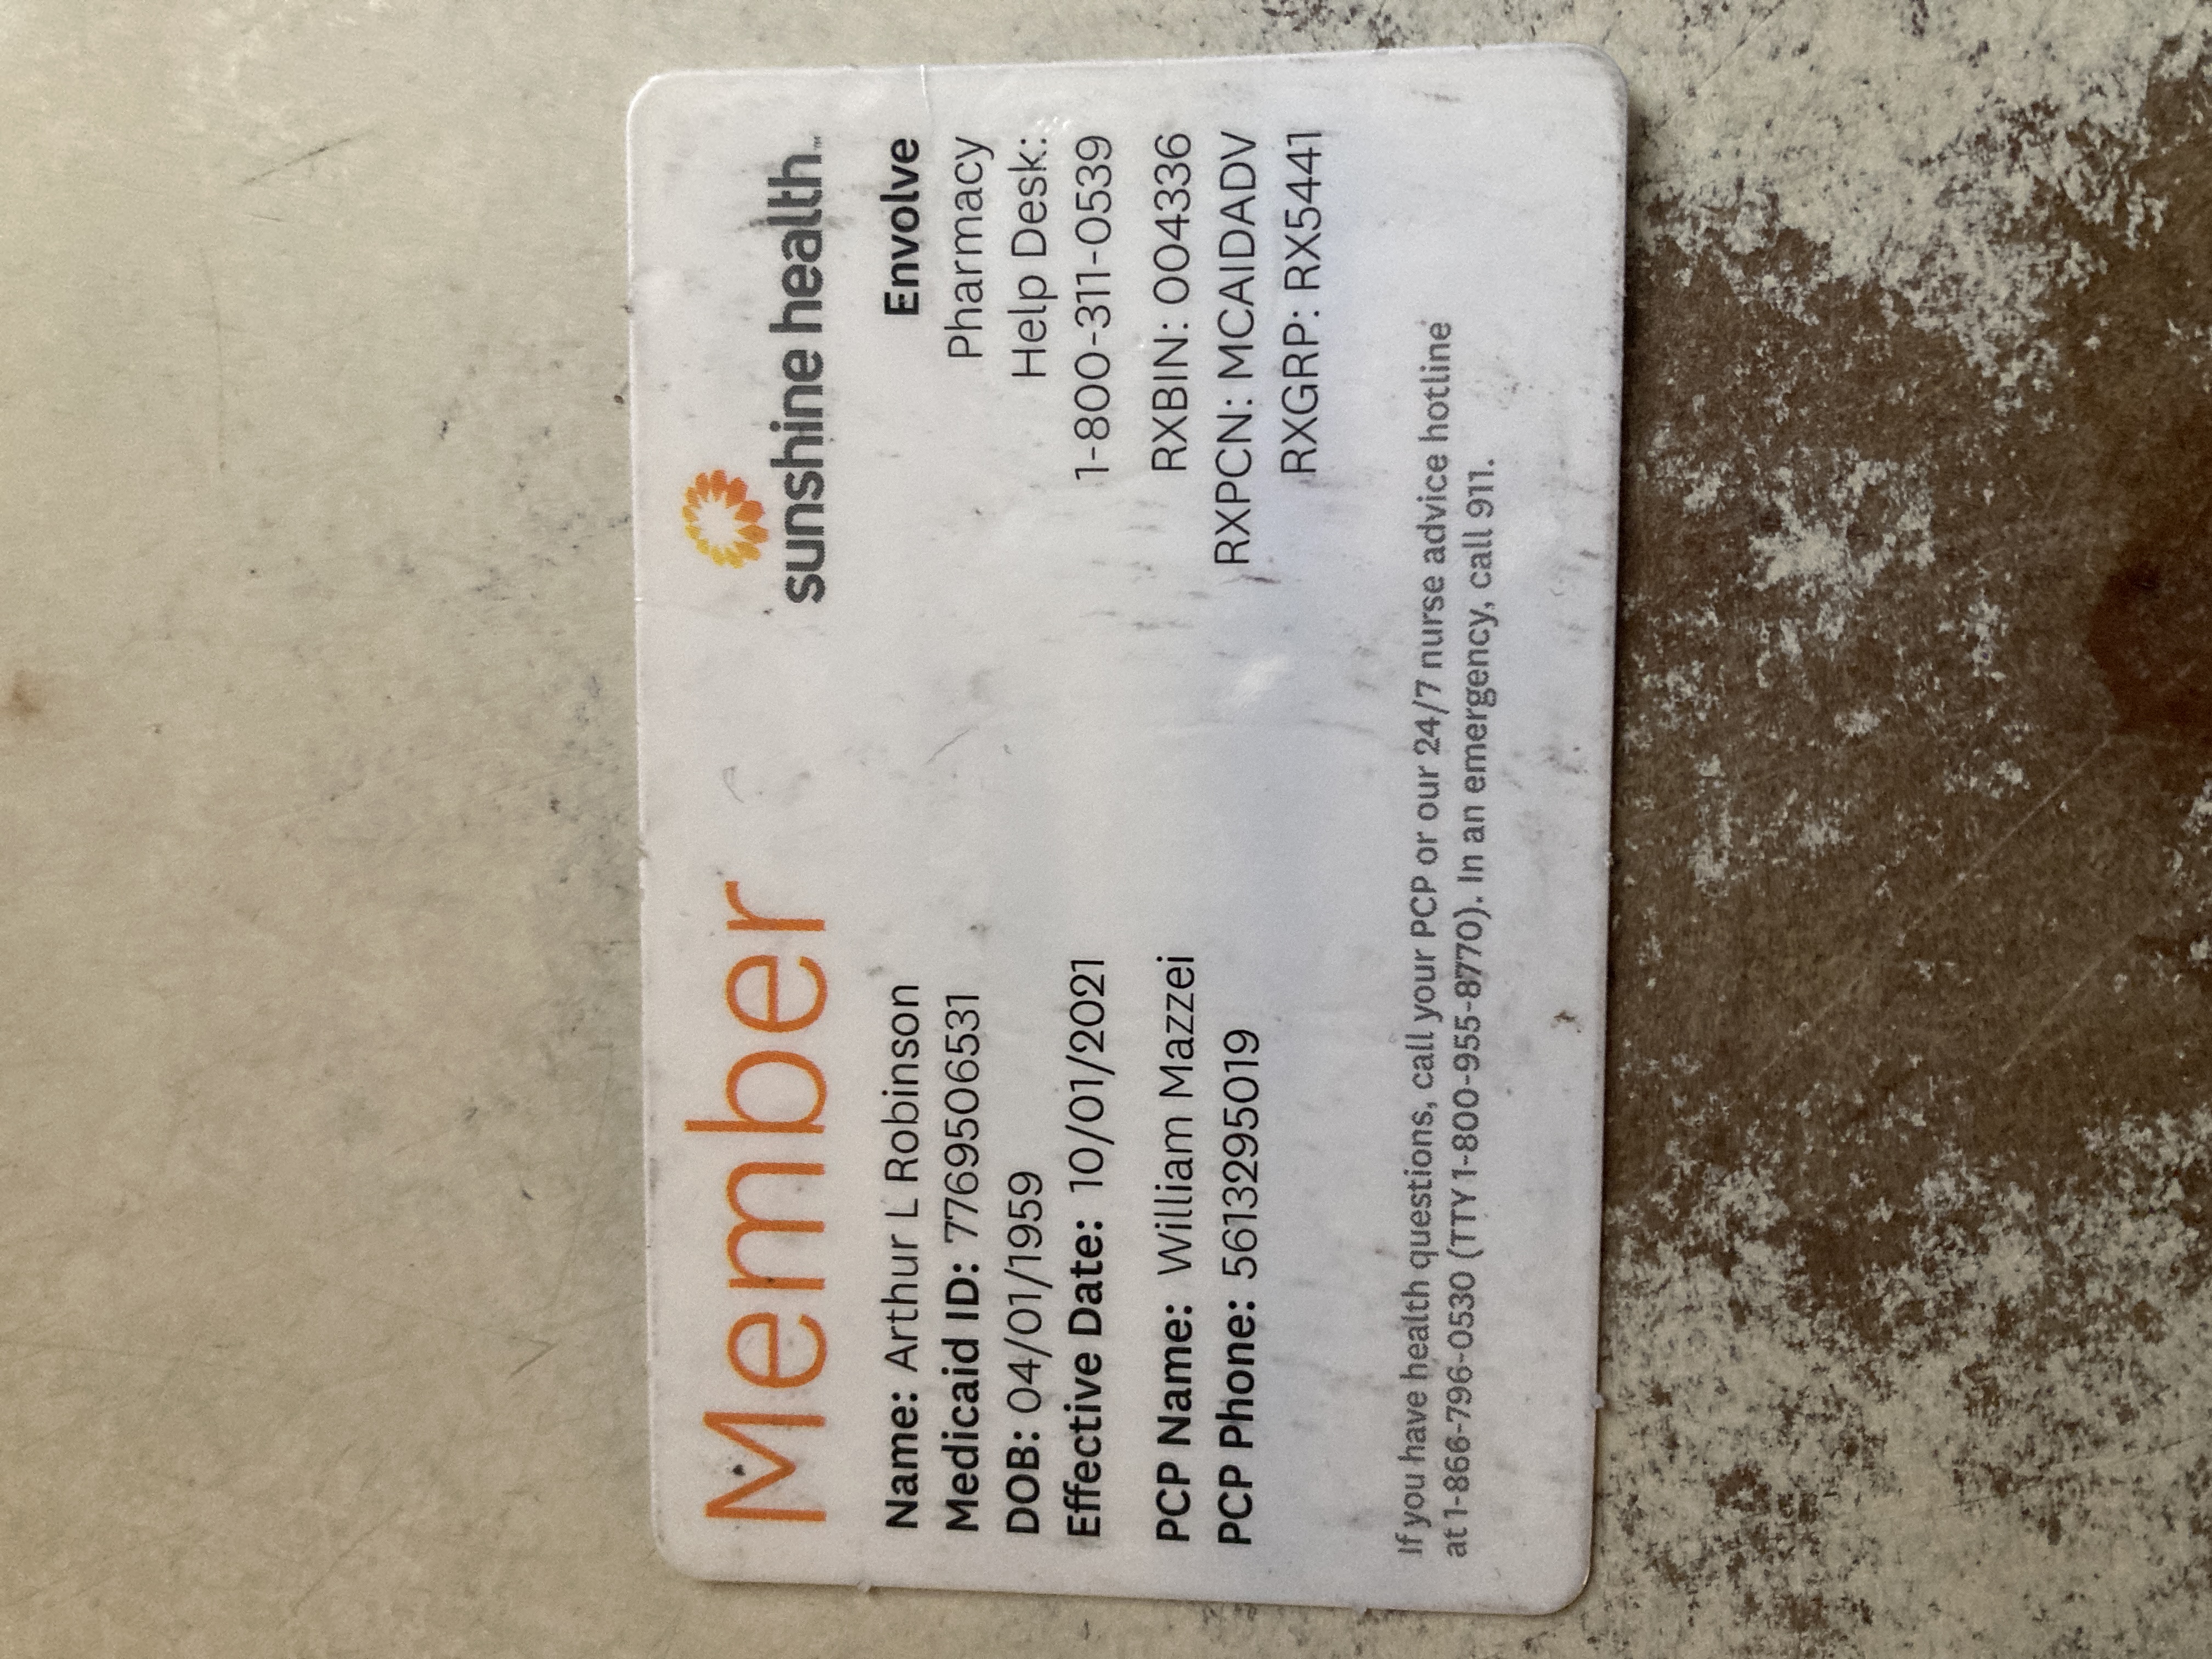 Member
sunshine health™
Name: Arthur L Robinson
Medicaid ID: 7769506531
DOB: 04/01/1959
Effective Date: 10/01/2021
PCP Name: William Mazzei
PCP Phone: 5613295019
Envolve
Pharmacy
Help Desk:
1-800-311-0539
RXBIN: 004336
RXPCN: MCAIDADV
RXGRP: RX5441
If you have health questions, call your PCP or our 24/7 nurse advice hotline
at 1-866-796-0530 (TTY 1-800-955-8770). In an emergency, call 911.